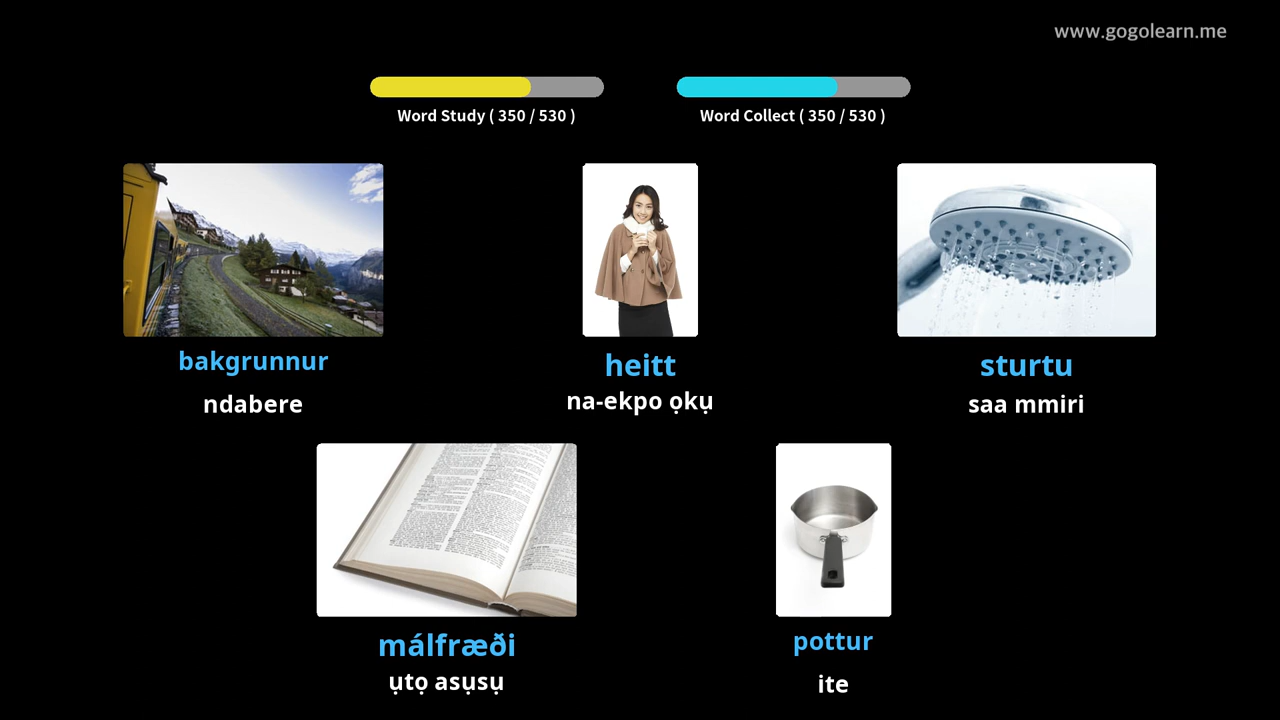 www.gogolearn.me
Word Study ( 350 / 530 )
Word Collect ( 350 / 530 )
bakgrunnur
ndabere
heitt
na-ekpo ọkụ
sturtu
saa mmiri
málfræði
ụtọ asụsụ
pottur
ite